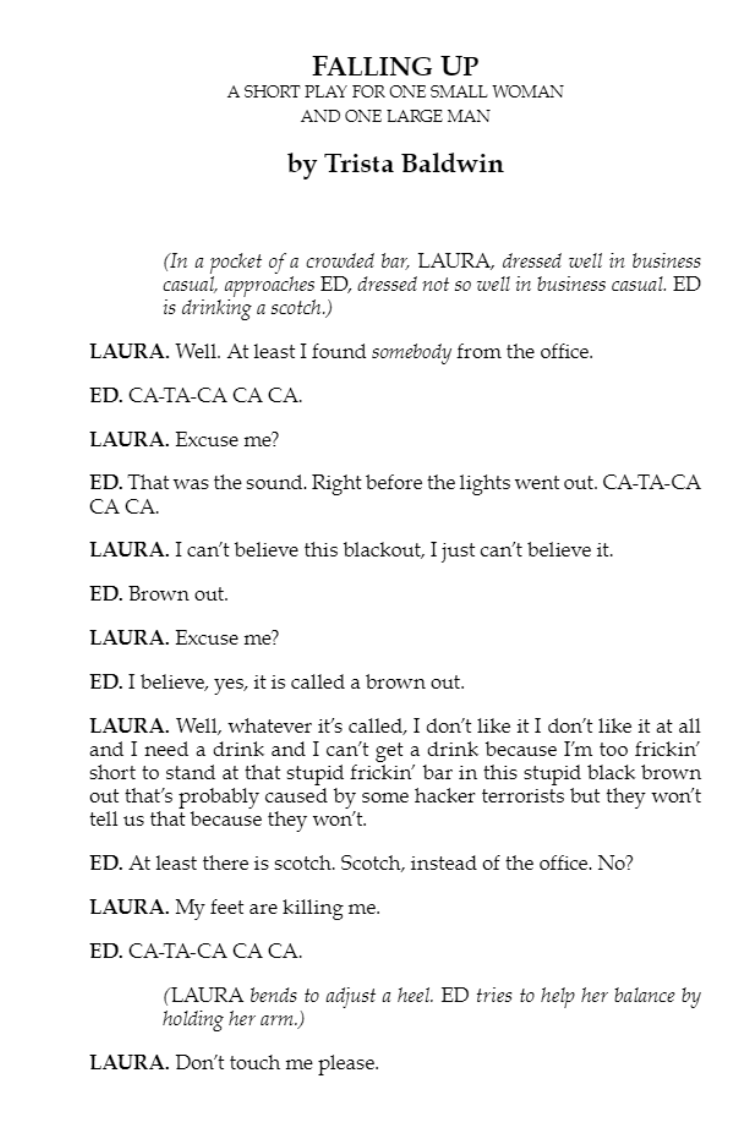 FALLING UP
A SHORT PLAY FOR ONE SMALL WOMAN
AND ONE LARGE MAN
by Trista Baldwin
(In a pocket of a crowded bar, LAURA, dressed well in business
casual, approaches ED, dressed not so well in business casual. ED
is drinking a scotch.)
LAURA. Well. At least I found somebody from the office.
ED. CA-TA-CA CA CA.
LAURA. Excuse me?
ED. That was the sound. Right before the lights went out. CA-TA-CA
CA CA.
LAURA. I can’t believe this blackout, I just can’t believe it.
ED. Brown out.
LAURA. Excuse me?
ED. I believe, yes, it is called a brown out.
LAURA. Well, whatever it’s called, I don’t like it I don’t like it at all
and I need a drink and I can’t get a drink because I’m too frickin’
short to stand at that stupid frickin’ bar in this stupid black brown
out that’s probably caused by some hacker terrorists but they won’t
tell us that because they won’t.
ED. At least there is scotch. Scotch, instead of the office. No?
LAURA. My feet are killing me.
ED. CA-TA-CA CA CA.
(LAURA bends to adjust a heel. ED tries to help her balance by
holding her arm.)
LAURA. Don’t touch me please.